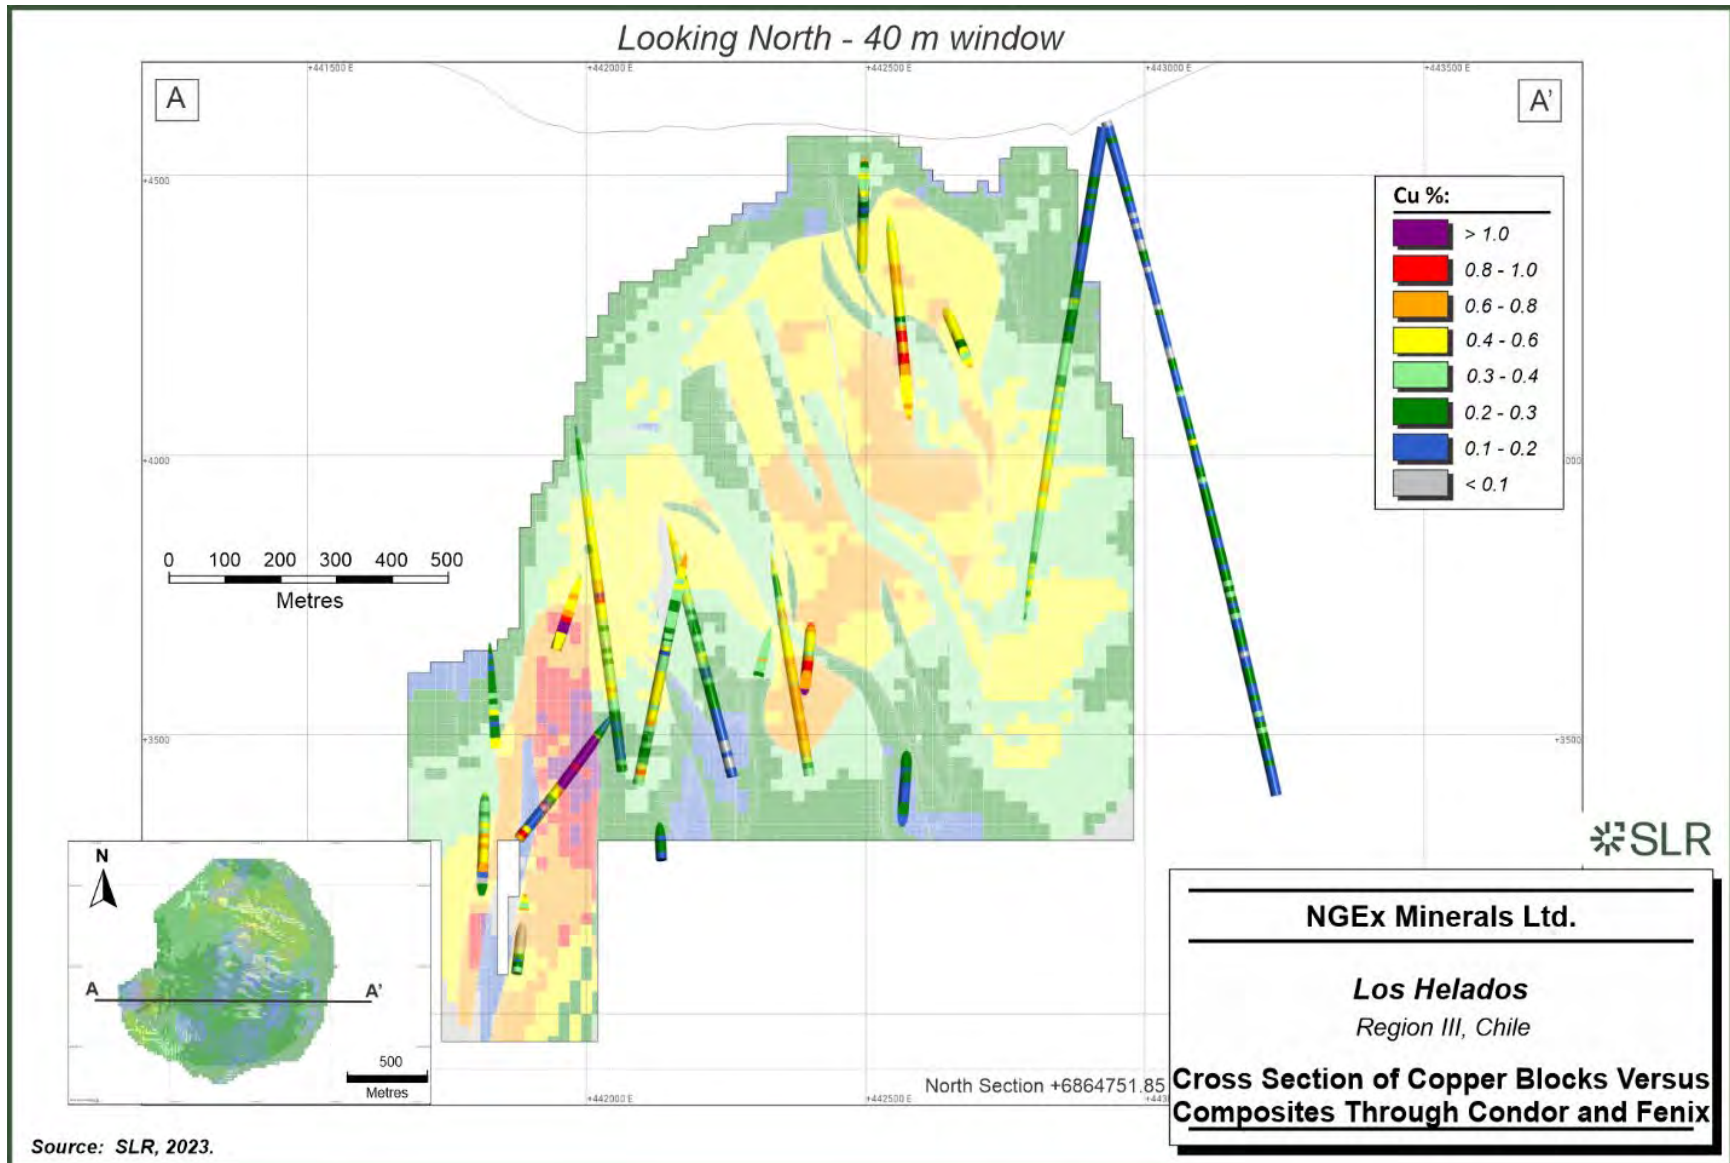 Looking North - 40 m window
+441500 E
+442000 E
+442500 E
+443000 E
+443500 E
A
A'
+4500
Cu %:
> 1.0
0.8 - 1.0
0.6 - 0.8
0.4 - 0.6
0.3 - 0.4
0.2 - 0.3
0.1 - 0.2
< 0.1
+4000
0 100 200 300 400 500
Metres
+3500
+3500
SLR
N
A
A'
500
Metres
NGEx Minerals Ltd.
Los Helados
Region III, Chile
North Section +6864751.85
Cross Section of Copper Blocks Versus
Composites Through Condor and Fenix
+442000 E
+442500 E
Source: SLR, 2023.